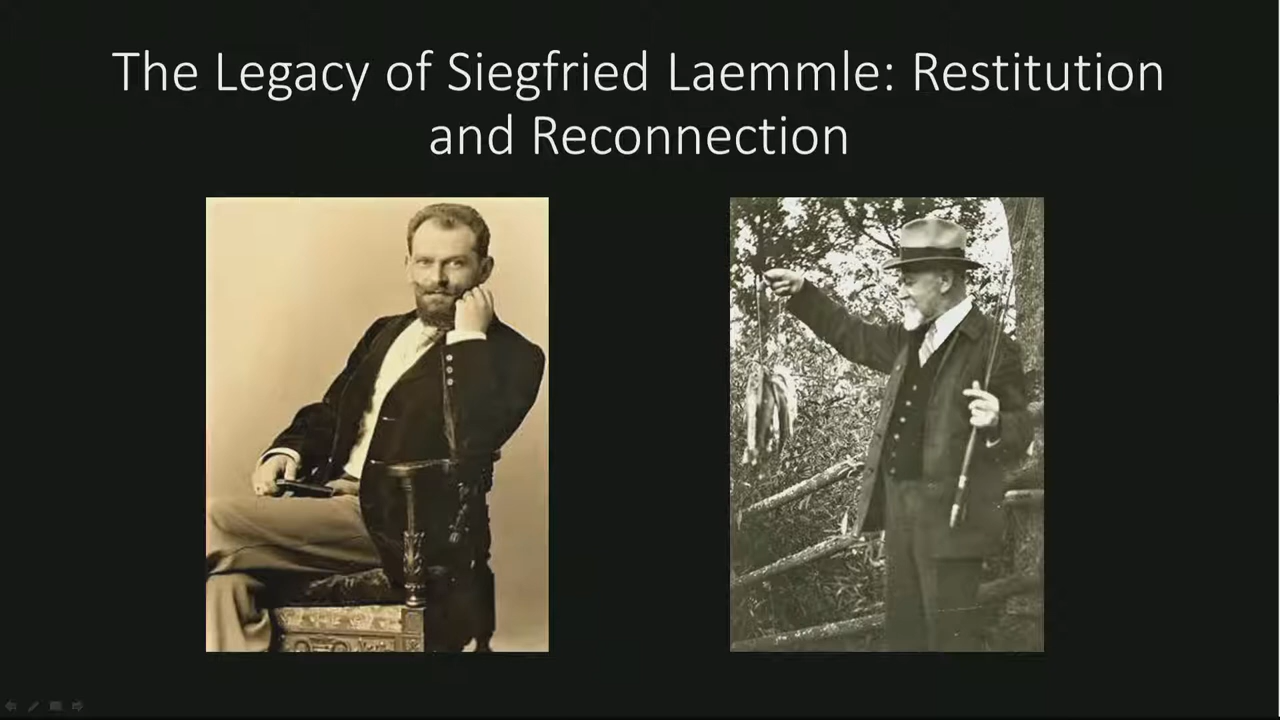 The Legacy of Siegfried Laemmle: Restitution
and Reconnection